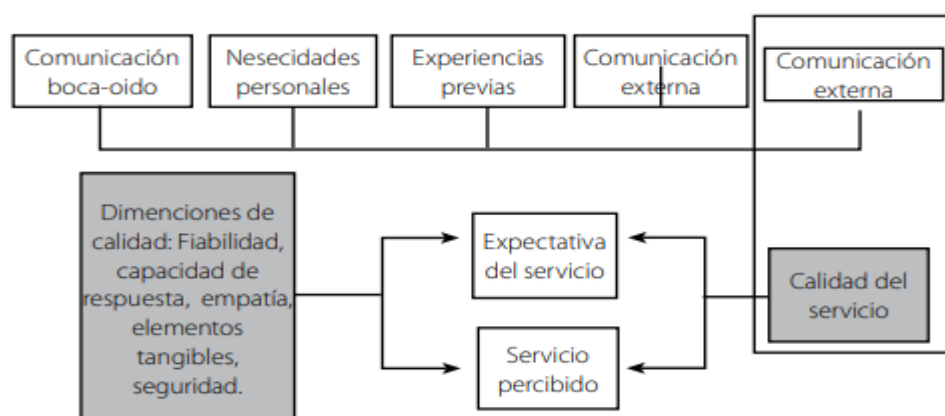 Comunicación
boca-oido
Nesecidades
personales
Experiencias
previas
Comunicación
externa
Comunicación
externa
Dimenciones de
calidad: Fiabilidad,
capacidad de
respuesta, empatía,
elementos
tangibles,
seguridad.
Expectativa
del servicio
Servicio
percibido
Calidad del
servicio